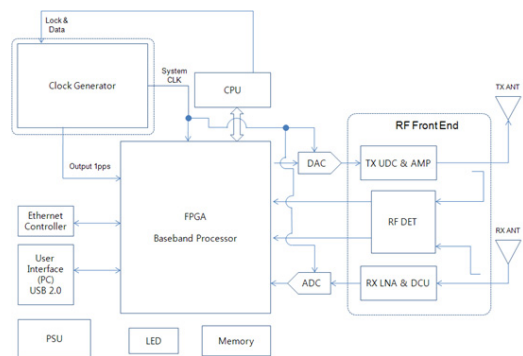 Lock &
Data
Clock Generator
System
CLK
CPU
TX ANT
RF Front End
DAC
TX UDC & AMP
Output 1pps
FPGA
Baseband Processor
Ethernet
Controller
RF DET
RX ANT
User
Interface
(PC)
USB 2.0
ADC
RX LNA & DCU
PSU
LED
Memory